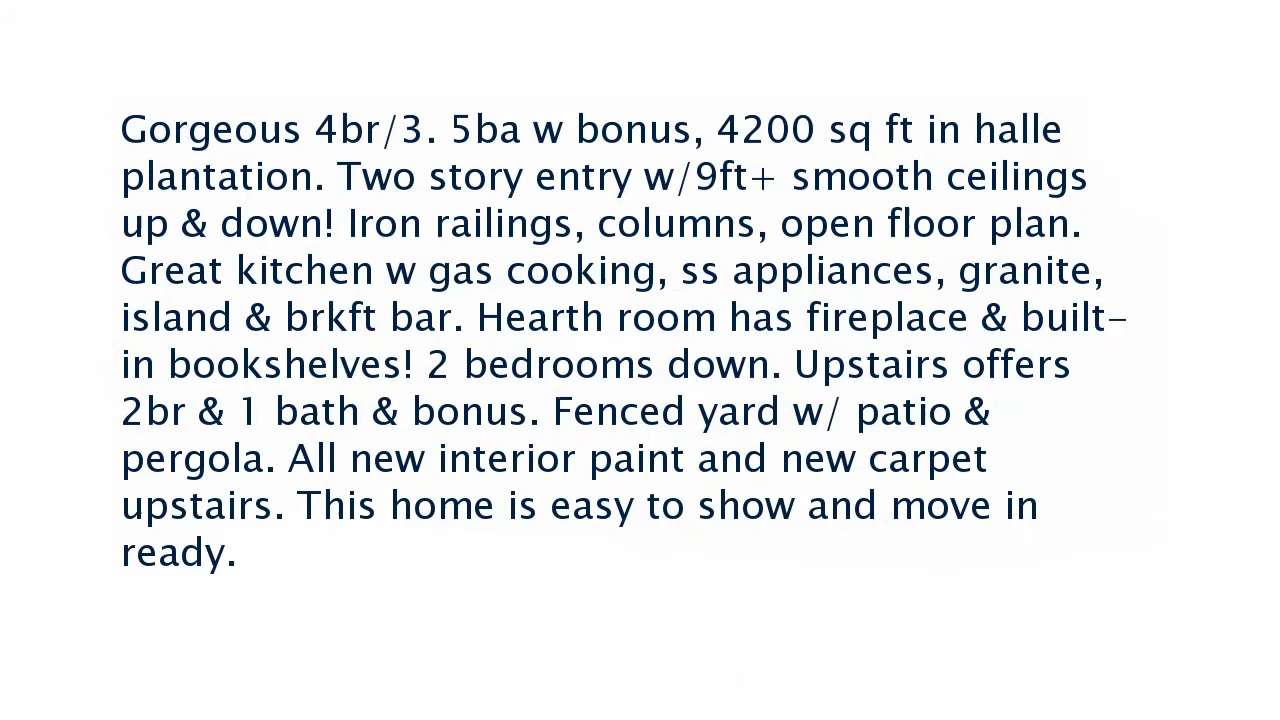 Gorgeous 4br/3. 5ba w bonus, 4200 sq ft in halle
plantation. Two story entry w/9ft+ smooth ceilings
up & down! Iron railings, columns, open floor plan.
Great kitchen w gas cooking, ss appliances, granite,
island & brkft bar. Hearth room has fireplace & built-
in bookshelves! 2 bedrooms down. Upstairs offers
2br & 1 bath & bonus. Fenced yard w/ patio &
pergola. All new interior paint and new carpet
upstairs. This home is easy to show and move in
ready.